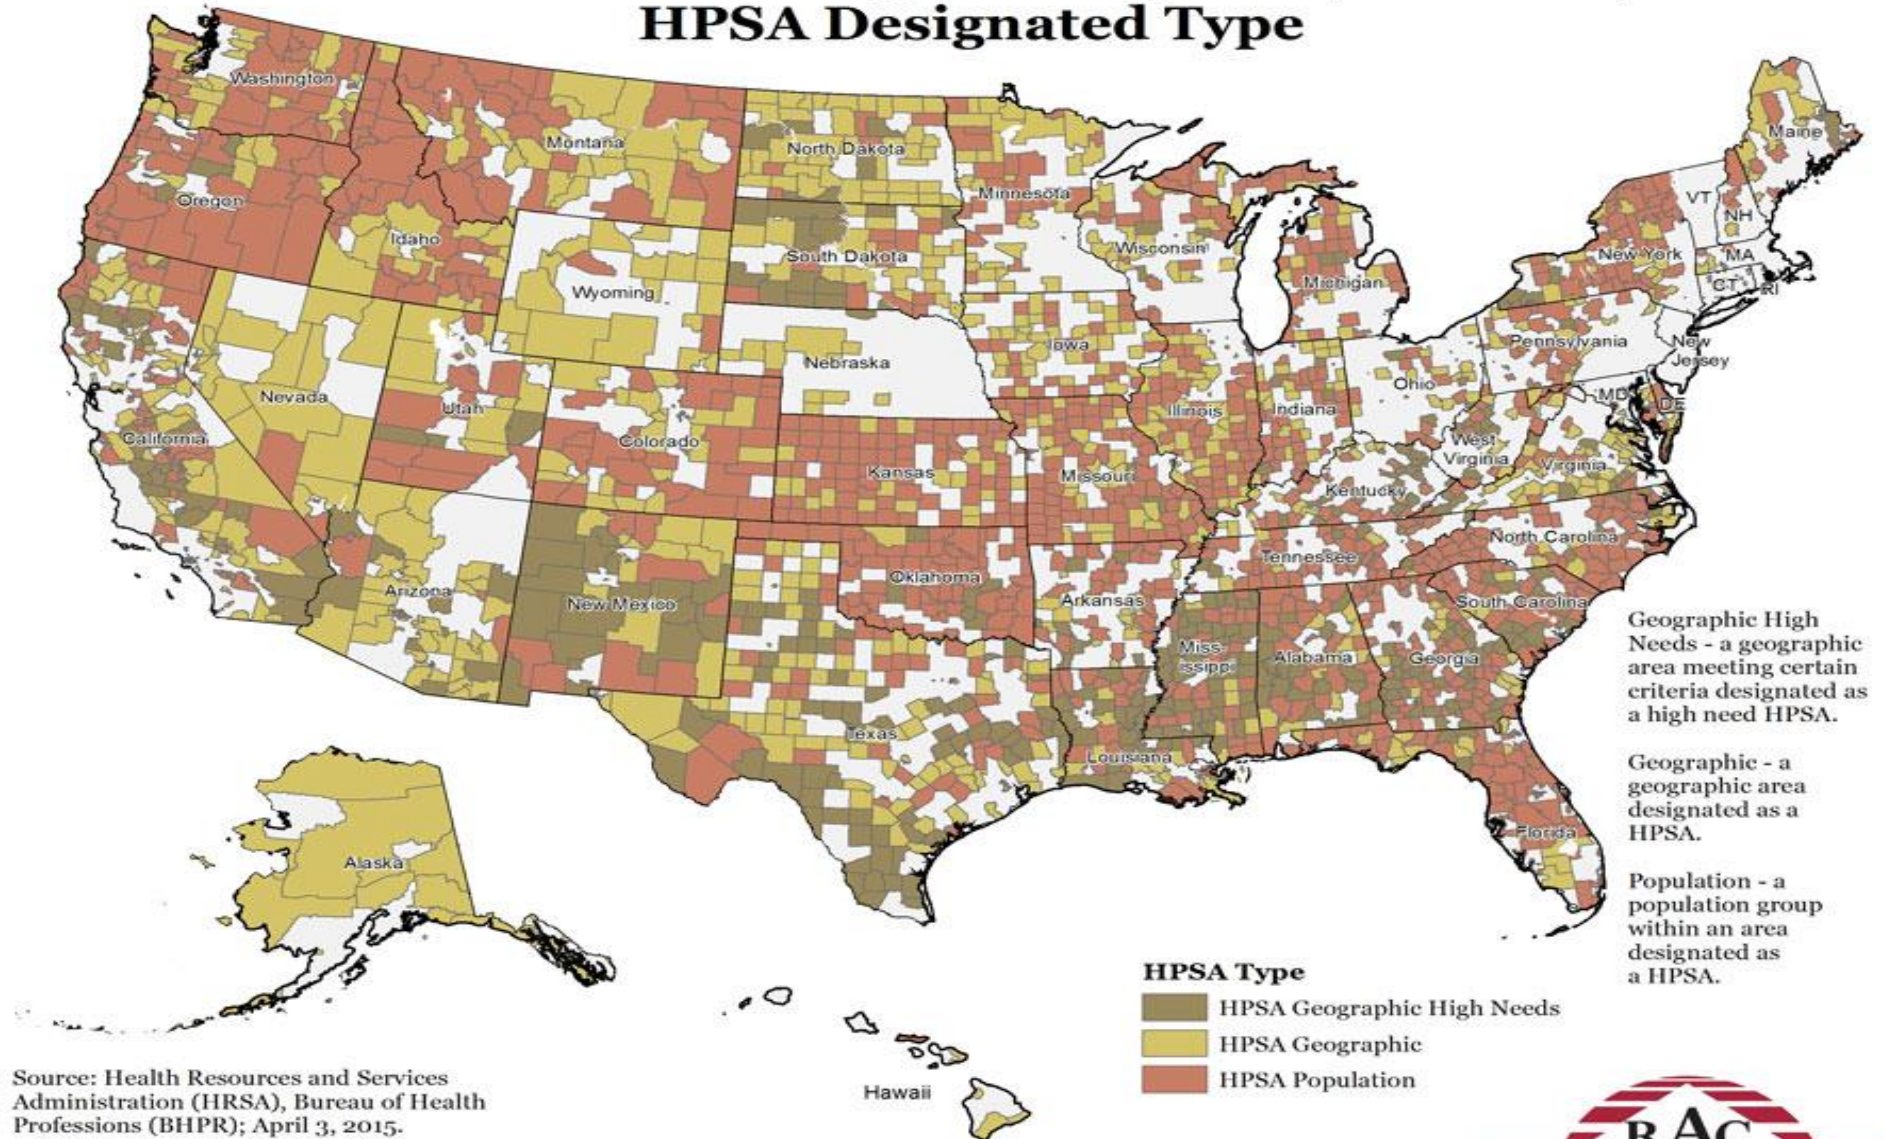 HPSA Designated Type
Washington
Montana
North Dakota
Minnesota
Maine
Oregon
Idaho
South Dakota
Wisconsin
VT
NH
New York
MA
CT
RI
Wyoming
Michigan
Iowa
Pennsylvania
New
Jersey
Nebraska
Ohio
Nevada
Utah
Illinois
Indiana
MD
DE
California
Colorado
Kansas
Missouri
West
Virginia
Virginia
Kentucky
North Carolina
Tennessee
Oklahoma
Arizona
New Mexico
Arkansas
South Carolina
Miss-
issippi
Alabama
Georgia
Texas
Louisiana
Florida
Alaska
Hawaii
Geographic High
Needs - a geographic
area meeting certain
criteria designated as
a high need HPSA.
Geographic - a
geographic area
designated as a
HPSA.
Population - a
population group
within an area
designated as
a HPSA.
HPSA Type
HPSA Geographic High Needs
HPSA Geographic
HPSA Population
Source: Health Resources and Services
Administration (HRSA), Bureau of Health
Professions (BHPR); April 3, 2015.
RAC